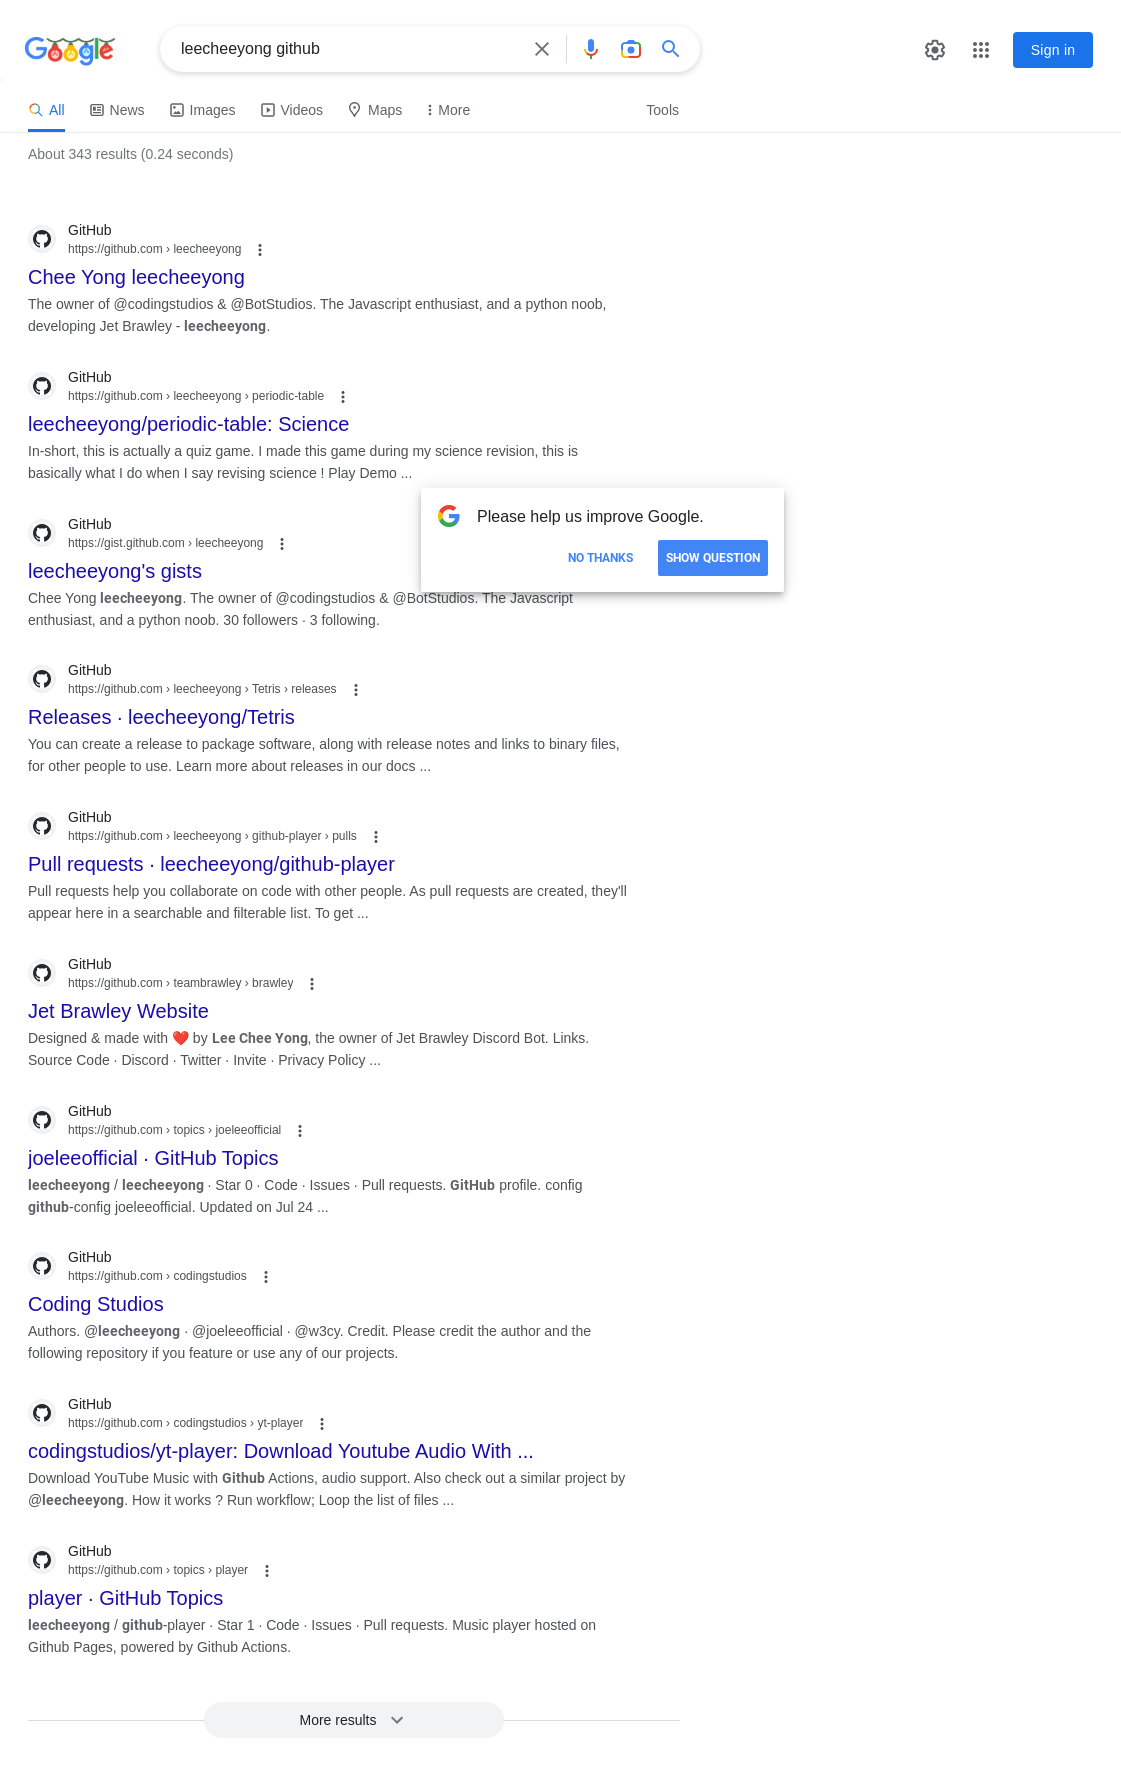 Google
leecheeyong github
Sign in
All
News
Images
Videos
Maps
More
Tools
About 343 results (0.24 seconds)
GitHub
https://github.com › leecheeyong
Chee Yong leecheeyong
The owner of @codingstudios & @BotStudios. The Javascript enthusiast, and a python noob,
developing Jet Brawley - leecheeyong.
GitHub
https://github.com › leecheeyong › periodic-table
leecheeyong/periodic-table: Science
In-short, this is actually a quiz game. I made this game during my science revision, this is
basically what I do when I say revising science ! Play Demo ...
Please help us improve Google.
NO THANKS
SHOW QUESTION
GitHub
https://gist.github.com › leecheeyong
leecheeyong's gists
Chee Yong leecheeyong. The owner of @codingstudios & @BotStudios. The Javascript
enthusiast, and a python noob. 30 followers · 3 following.
GitHub
https://github.com › leecheeyong › Tetris › releases
Releases · leecheeyong/Tetris
You can create a release to package software, along with release notes and links to binary files,
for other people to use. Learn more about releases in our docs ...
GitHub
https://github.com › leecheeyong › github-player › pulls
Pull requests · leecheeyong/github-player
Pull requests help you collaborate on code with other people. As pull requests are created, they'll
appear here in a searchable and filterable list. To get ...
GitHub
https://github.com › teambrawley › brawley
Jet Brawley Website
Designed & made with ❤️ by Lee Chee Yong, the owner of Jet Brawley Discord Bot. Links.
Source Code · Discord · Twitter · Invite · Privacy Policy ...
GitHub
https://github.com › topics › joeleeofficial
joeleeofficial · GitHub Topics
leecheeyong / leecheeyong · Star 0 · Code · Issues · Pull requests. GitHub profile. config
github-config joeleeofficial. Updated on Jul 24 ...
GitHub
https://github.com › codingstudios
Coding Studios
Authors. @leecheeyong · @joeleeofficial · @w3cy. Credit. Please credit the author and the
following repository if you feature or use any of our projects.
GitHub
https://github.com › codingstudios › yt-player
codingstudios/yt-player: Download Youtube Audio With ...
Download YouTube Music with Github Actions, audio support. Also check out a similar project by
@leecheeyong. How it works ? Run workflow; Loop the list of files ...
GitHub
https://github.com › topics › player
player · GitHub Topics
leecheeyong / github-player · Star 1 · Code · Issues · Pull requests. Music player hosted on
Github Pages, powered by Github Actions.
More results